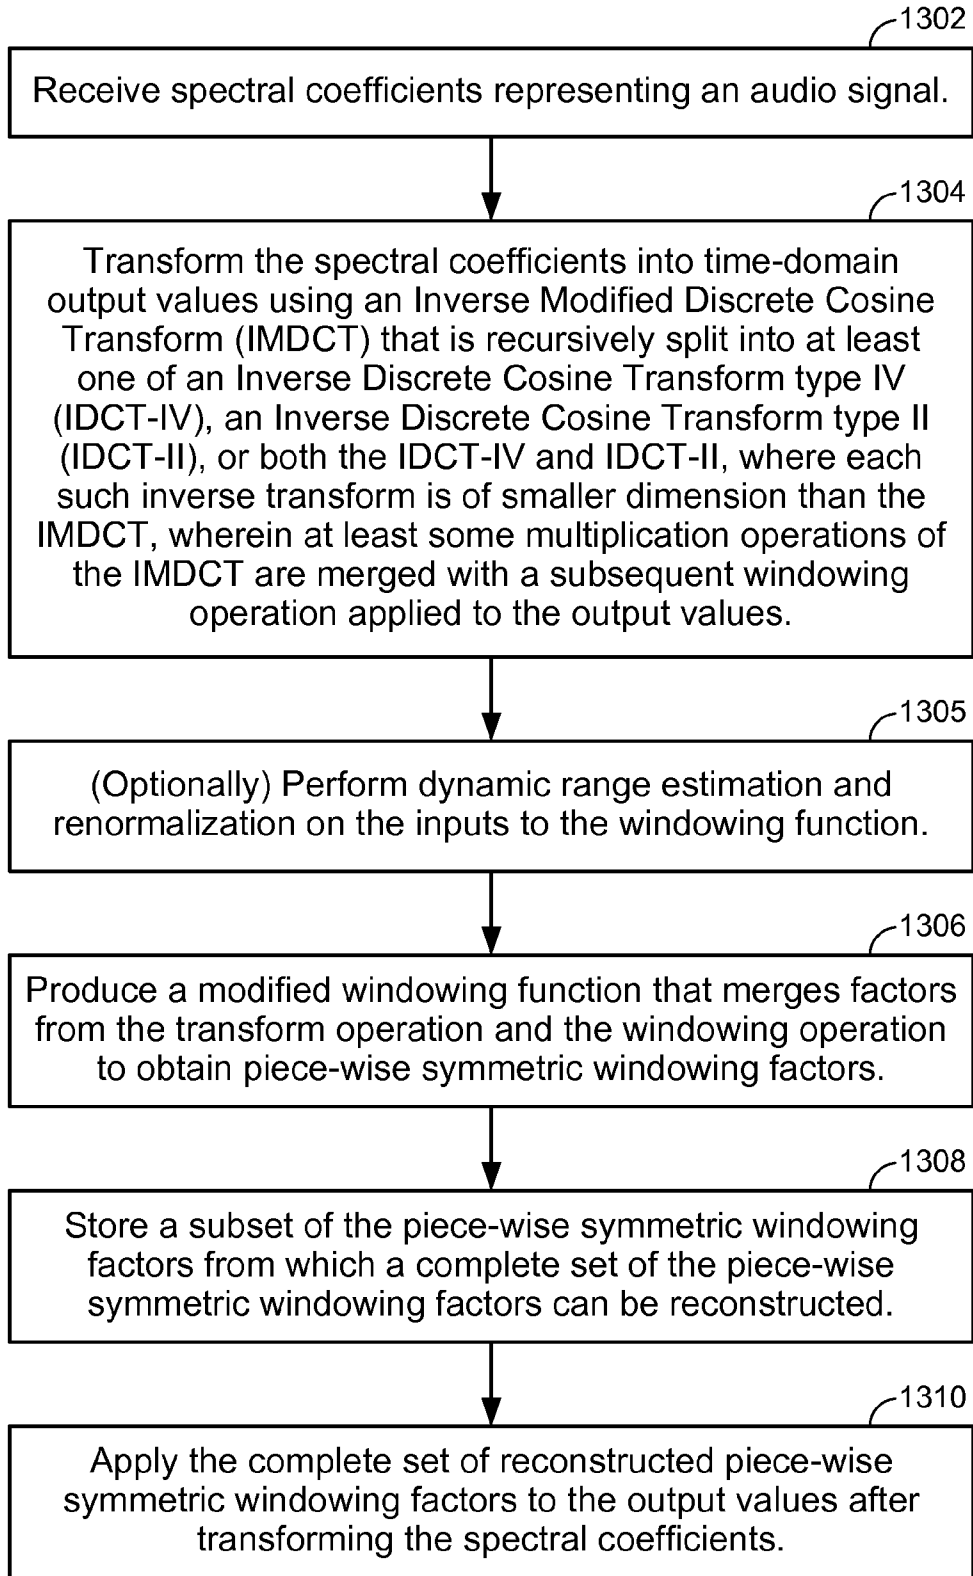 1302
Receive spectral coefficients representing an audio signal.
1304
Transform the spectral coefficients into time-domain
output values using an Inverse Modified Discrete Cosine
Transform (IMDCT) that is recursively split into at least
one of an Inverse Discrete Cosine Transform type IV
(IDCT-IV), an Inverse Discrete Cosine Transform type II
(IDCT-II), or both the IDCT-IV and IDCT-II, where each
such inverse transform is of smaller dimension than the
IMDCT, wherein at least some multiplication operations of
the IMDCT are merged with a subsequent windowing
operation applied to the output values.
1305
(Optionally) Perform dynamic range estimation and
renormalization on the inputs to the windowing function.
1306
Produce a modified windowing function that merges factors
from the transform operation and the windowing operation
to obtain piece-wise symmetric windowing factors.
1308
Store a subset of the piece-wise symmetric windowing
factors from which a complete set of the piece-wise
symmetric windowing factors can be reconstructed.
1310
Apply the complete set of reconstructed piece-wise
symmetric windowing factors to the output values after
transforming the spectral coefficients.